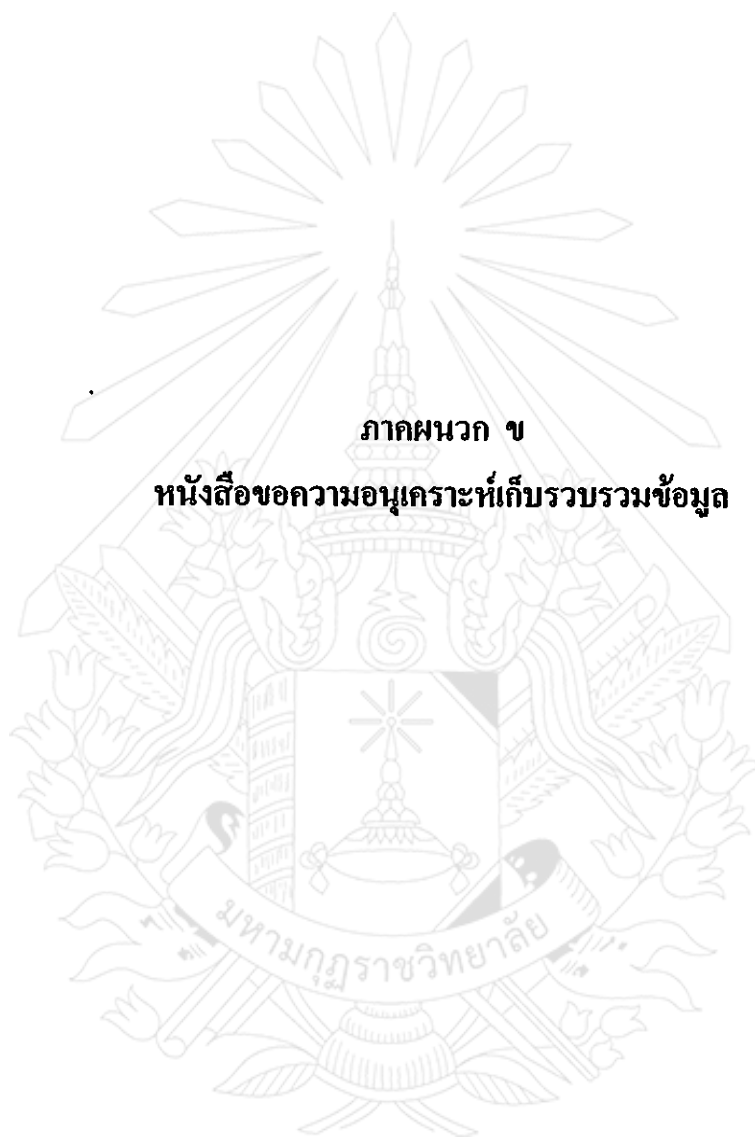 ภาคผนวก ข
หนังสือขอความอนุเคราะห์เก็บรวบรวมข้อมูล
มหามกุฏราชวิทยาลัย